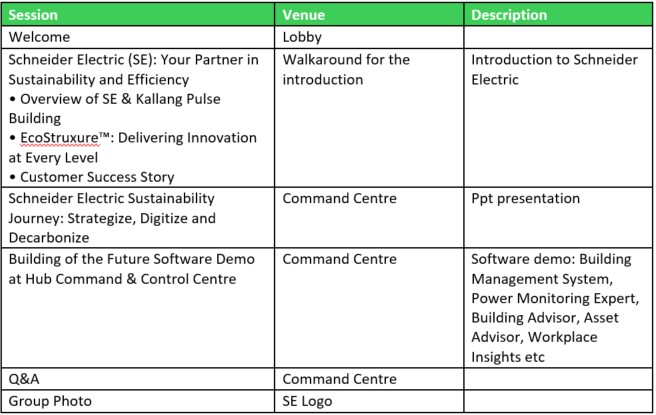 Session Venue Description
Welcome Lobby
Schneider Electric (SE): Your Partner in Sustainability and Efficiency
• Overview of SE & Kallang Pulse Building
• EcoStruxure™: Delivering Innovation at Every Level
• Customer Success Story
Walkaround for the introduction
Introduction to Schneider Electric
Schneider Electric Sustainability
Journey: Strategize, Digitize and
Decarbonize
Command Centre
Ppt presentation
Building of the Future Software Demo
at Hub Command & Control Centre
Command Centre
Software demo: Building
Management System,
Power Monitoring Expert,
Building Advisor, Asset
Advisor, Workplace
Insights etc
Q&A Command Centre
Group Photo SE Logo